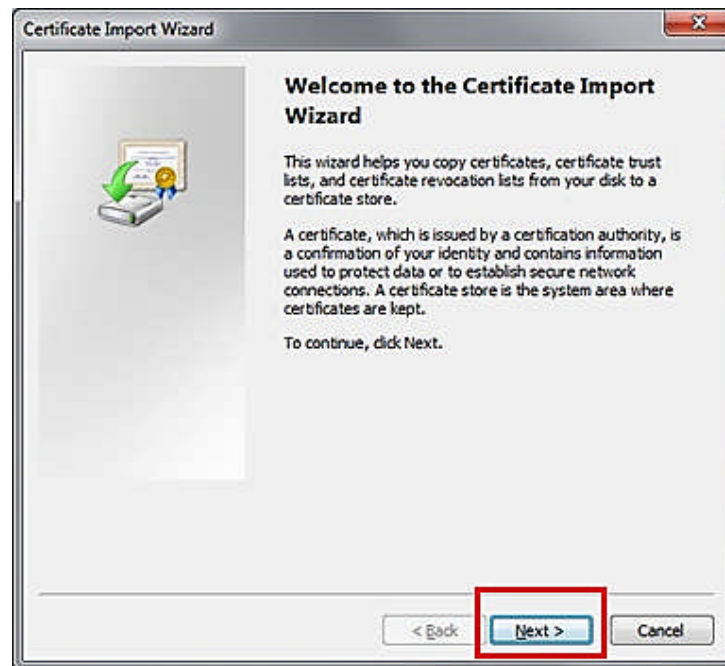 Certificate Import Wizard
Welcome to the Certificate Import
Wizard
This wizard helps you copy certificates, certificate trust
lists, and certificate revocation lists from your disk to a
certificate store.
A certificate, which is issued by a certification authority, is
a confirmation of your identity and contains information
used to protect data or to establish secure network
connections. A certificate store is the system area where
certificates are kept.
To continue, click Next.
< Back Next > Cancel